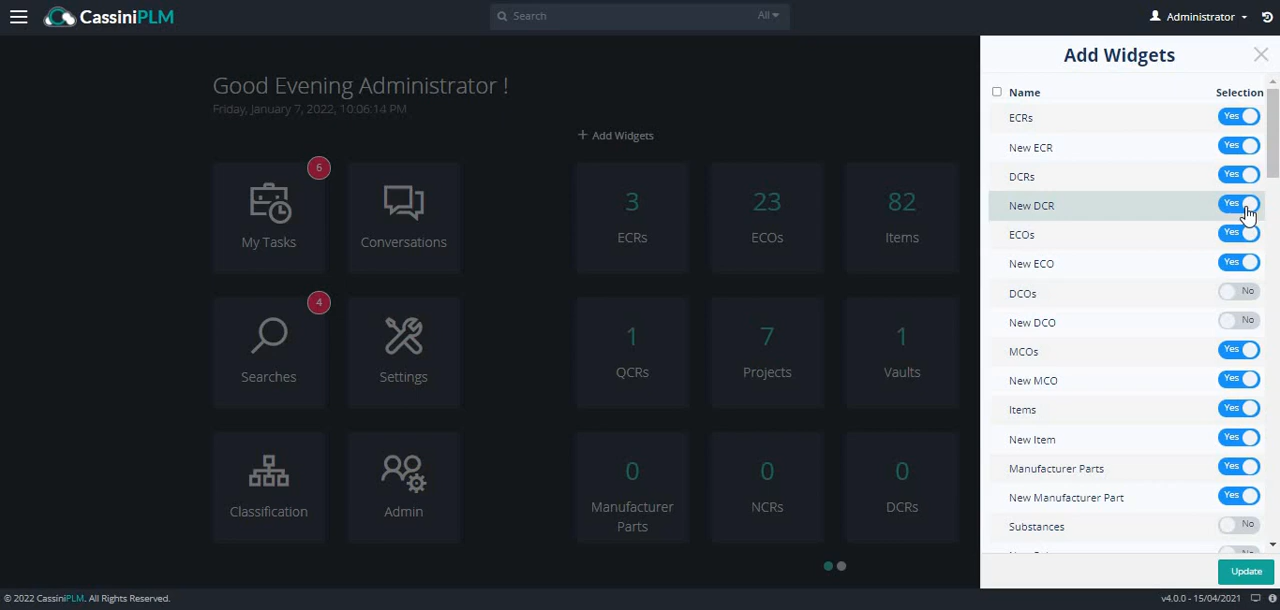 CassiniPLM
Search
All
Administrator
Good Evening Administrator !
Friday, January 7, 2022, 10:06:14 PM
+ Add Widgets
6
My Tasks
Conversations
3
ECRs
23
ECOs
82
Items
4
Searches
Settings
1
QCRs
7
Projects
1
Vaults
Classification
Admin
0
Manufacturer
Parts
0
NCRs
0
DCRs
Add Widgets
Name Selection
ECRs Yes
New ECR Yes
DCRs Yes
New DCR Yes
ECOs Yes
New ECO Yes
DCOs No
New DCO No
MCOs Yes
New MCO Yes
Items Yes
New Item Yes
Manufacturer Parts Yes
New Manufacturer Part Yes
Substances No
Update
© 2022 CassiniPLM. All Rights Reserved.
v4.0.0 - 15/04/2021